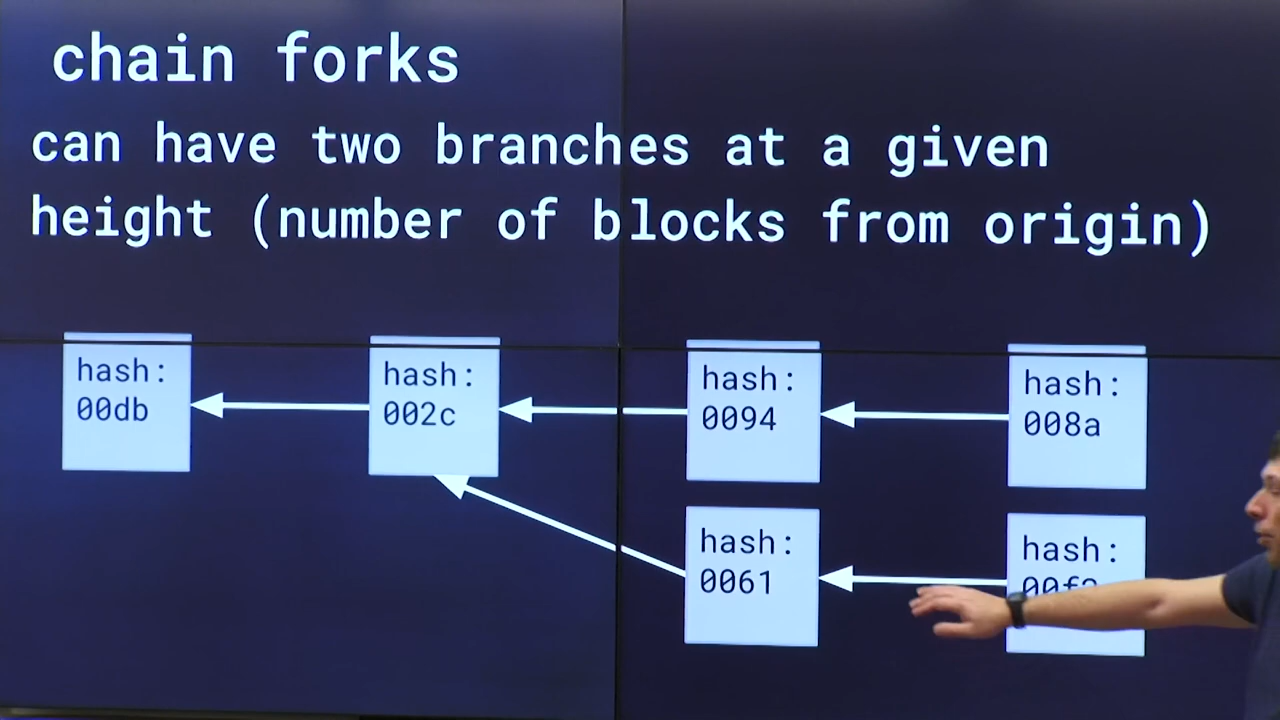 chain forks
can have two branches at a given
height (number of blocks from origin)
hash:
00db
hash:
002c
hash:
0094
hash:
008a
hash:
0061
hash: